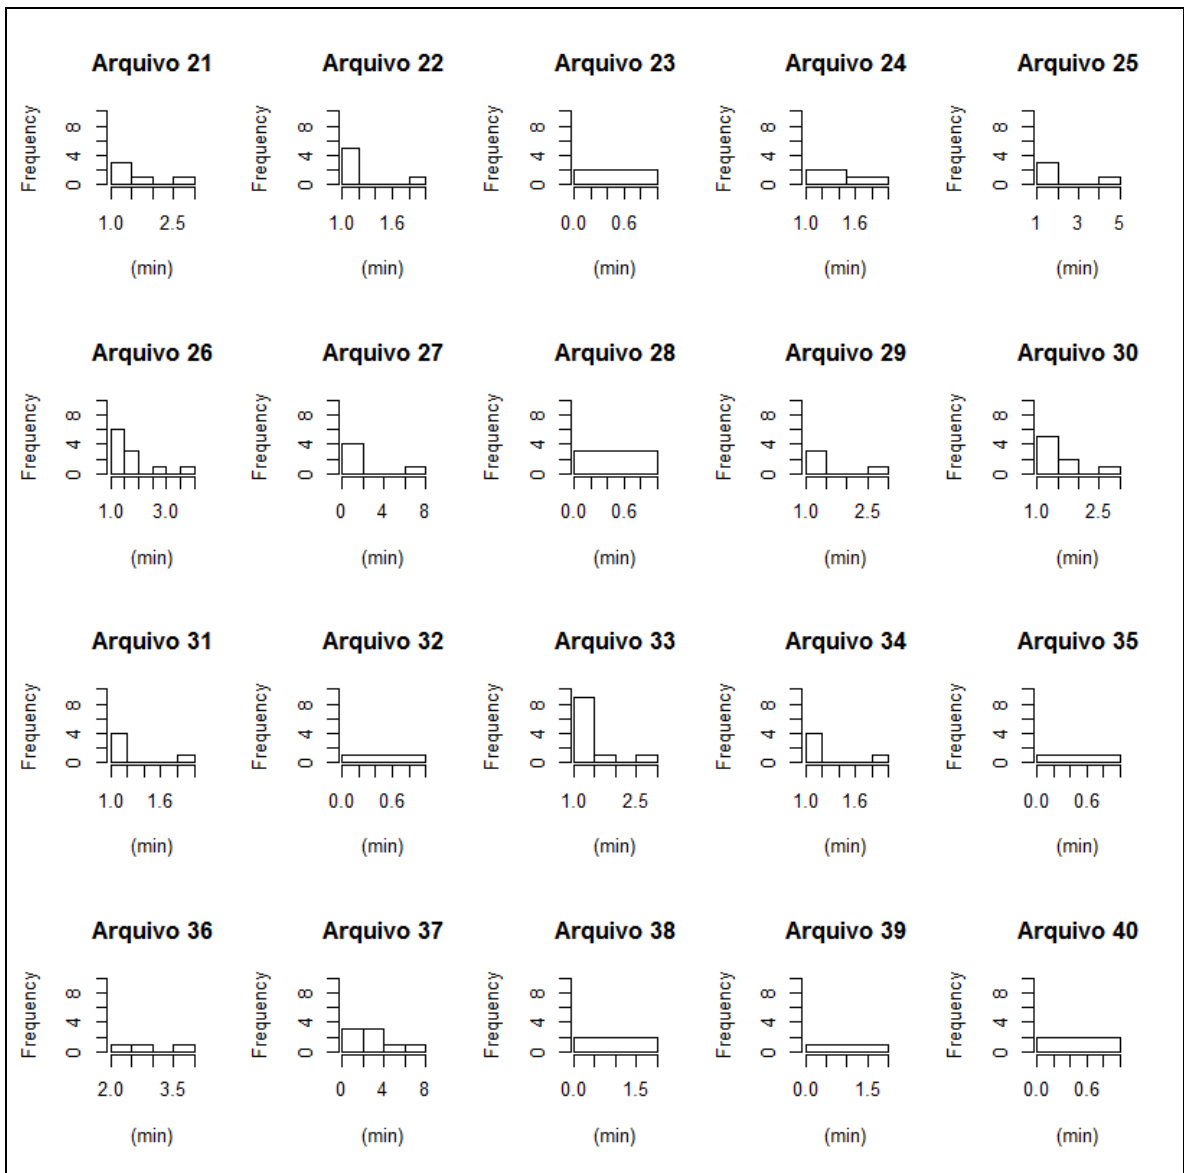 Arquivo 21 Arquivo 22 Arquivo 23 Arquivo 24 Arquivo 25
Frequency 0 4 8 Frequency 0 4 8 Frequency 0 4 8 Frequency 0 4 8 Frequency 0 4 8
1.0 2.5 1.0 1.6 0.0 0.6 1.0 1.6 1 3 5
(min) (min) (min) (min) (min)
Arquivo 26 Arquivo 27 Arquivo 28 Arquivo 29 Arquivo 30
Frequency 0 4 8 Frequency 0 4 8 Frequency 0 4 8 Frequency 0 4 8 Frequency 0 4 8
1.0 3.0 0 4 8 0.0 0.6 1.0 2.5 1.0 2.5
(min) (min) (min) (min) (min)
Arquivo 31 Arquivo 32 Arquivo 33 Arquivo 34 Arquivo 35
Frequency 0 4 8 Frequency 0 4 8 Frequency 0 4 8 Frequency 0 4 8 Frequency 0 4 8
1.0 1.6 0.0 0.6 1.0 2.5 1.0 1.6 0.0 0.6
(min) (min) (min) (min) (min)
Arquivo 36 Arquivo 37 Arquivo 38 Arquivo 39 Arquivo 40
Frequency 0 4 8 Frequency 0 4 8 Frequency 0 4 8 Frequency 0 4 8 Frequency 0 4 8
2.0 3.5 0 4 8 0.0 1.5 0.0 1.5 0.0 0.6
(min) (min) (min) (min) (min)